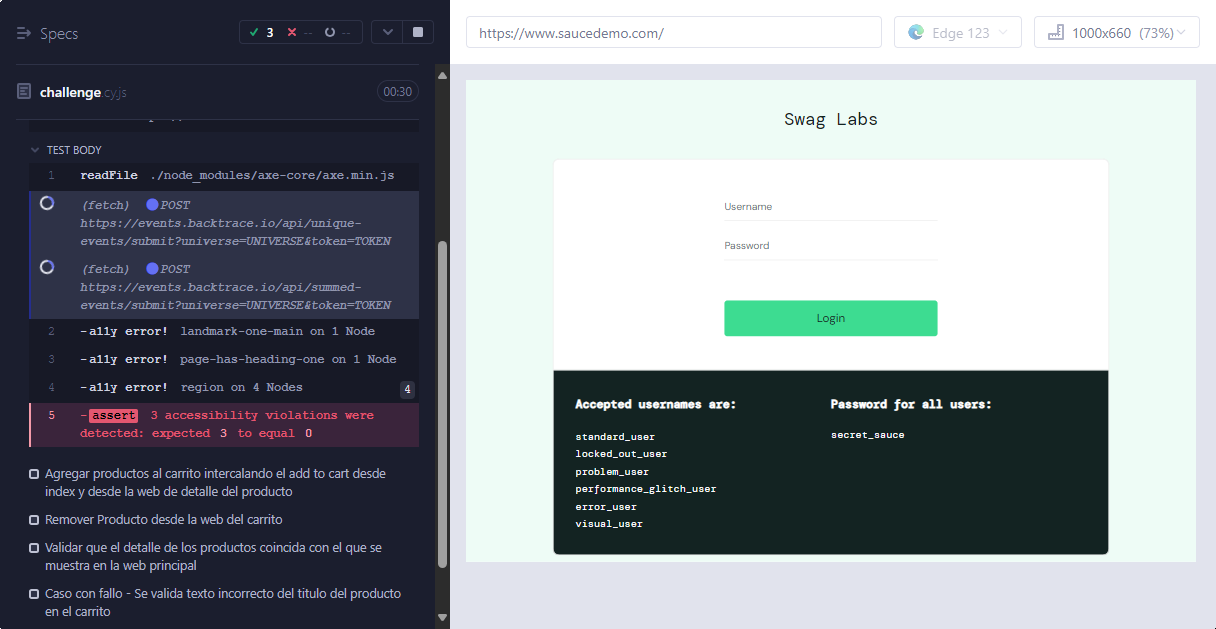 Specs
3 -- --
challenge.cy.js
00:30
TEST BODY
1 readFile ./node_modules/axe-core/axe.min.js
(fetch) POST
https://events.backtrace.io/api/unique-
events/submit?universe=UNIVERSE&token=TOKEN
(fetch) POST
https://events.backtrace.io/api/summed-
events/submit?universe=UNIVERSE&token=TOKEN
2 -a11y error! landmark-one-main on 1 Node
3 -a11y error! page-has-heading-one on 1 Node
4 -a11y error! region on 4 Nodes 4
5 -assert 3 accessibility violations were
detected: expected 3 to equal 0
Agregar productos al carrito intercalando el add to cart desde
index y desde la web de detalle del producto
Remover Producto desde la web del carrito
Validar que el detalle de los productos coincida con el que se
muestra en la web principal
Caso con fallo - Se valida texto incorrecto del titulo del producto
en el carrito
https://www.saucedemo.com/
Edge 123
1000x660 (73%)
Swag Labs
Username
Password
Login
Accepted usernames are:
standard_user
locked_out_user
problem_user
performance_glitch_user
error_user
visual_user
Password for all users:
secret_sauce